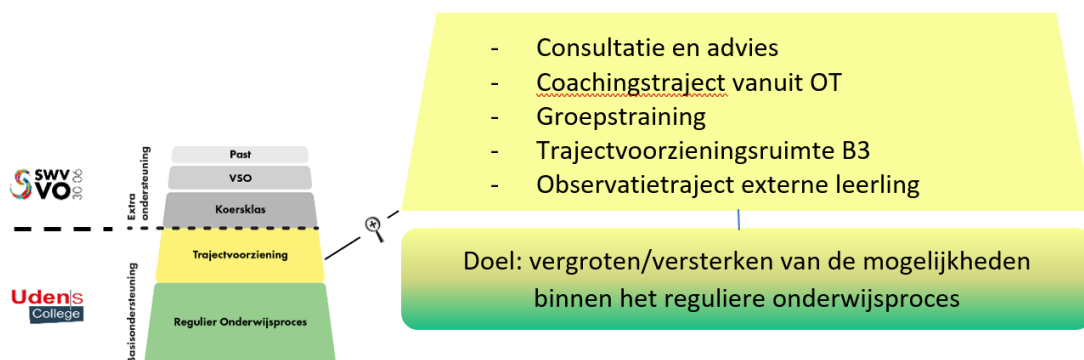 - Consultatie en advies
- Coachingstraject vanuit OT
- Groepstraining
- Trajectvoorzieningsruimte B3
- Observatietraject externe leerling
Doel: vergroten/versterken van de mogelijkheden
binnen het reguliere onderwijsproces
SWV
VO
30 06
Extra
ondersteuning
Past
VSO
Koersklas
Trajectvoorziening
Udens
College
Basisondersteuning
Regulier Onderwijsproces